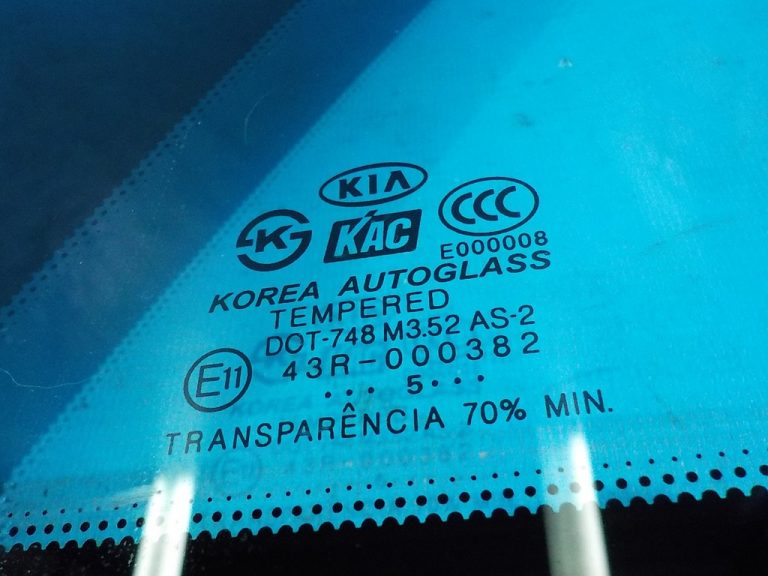 KIA
K KAC CCC
E000008
KOREA AUTOGLASS
TEMPERED
DOT-748 M3.52 AS-2
E11 43R-000382
... 5...
TRANSPARÊNCIA 70% MIN.